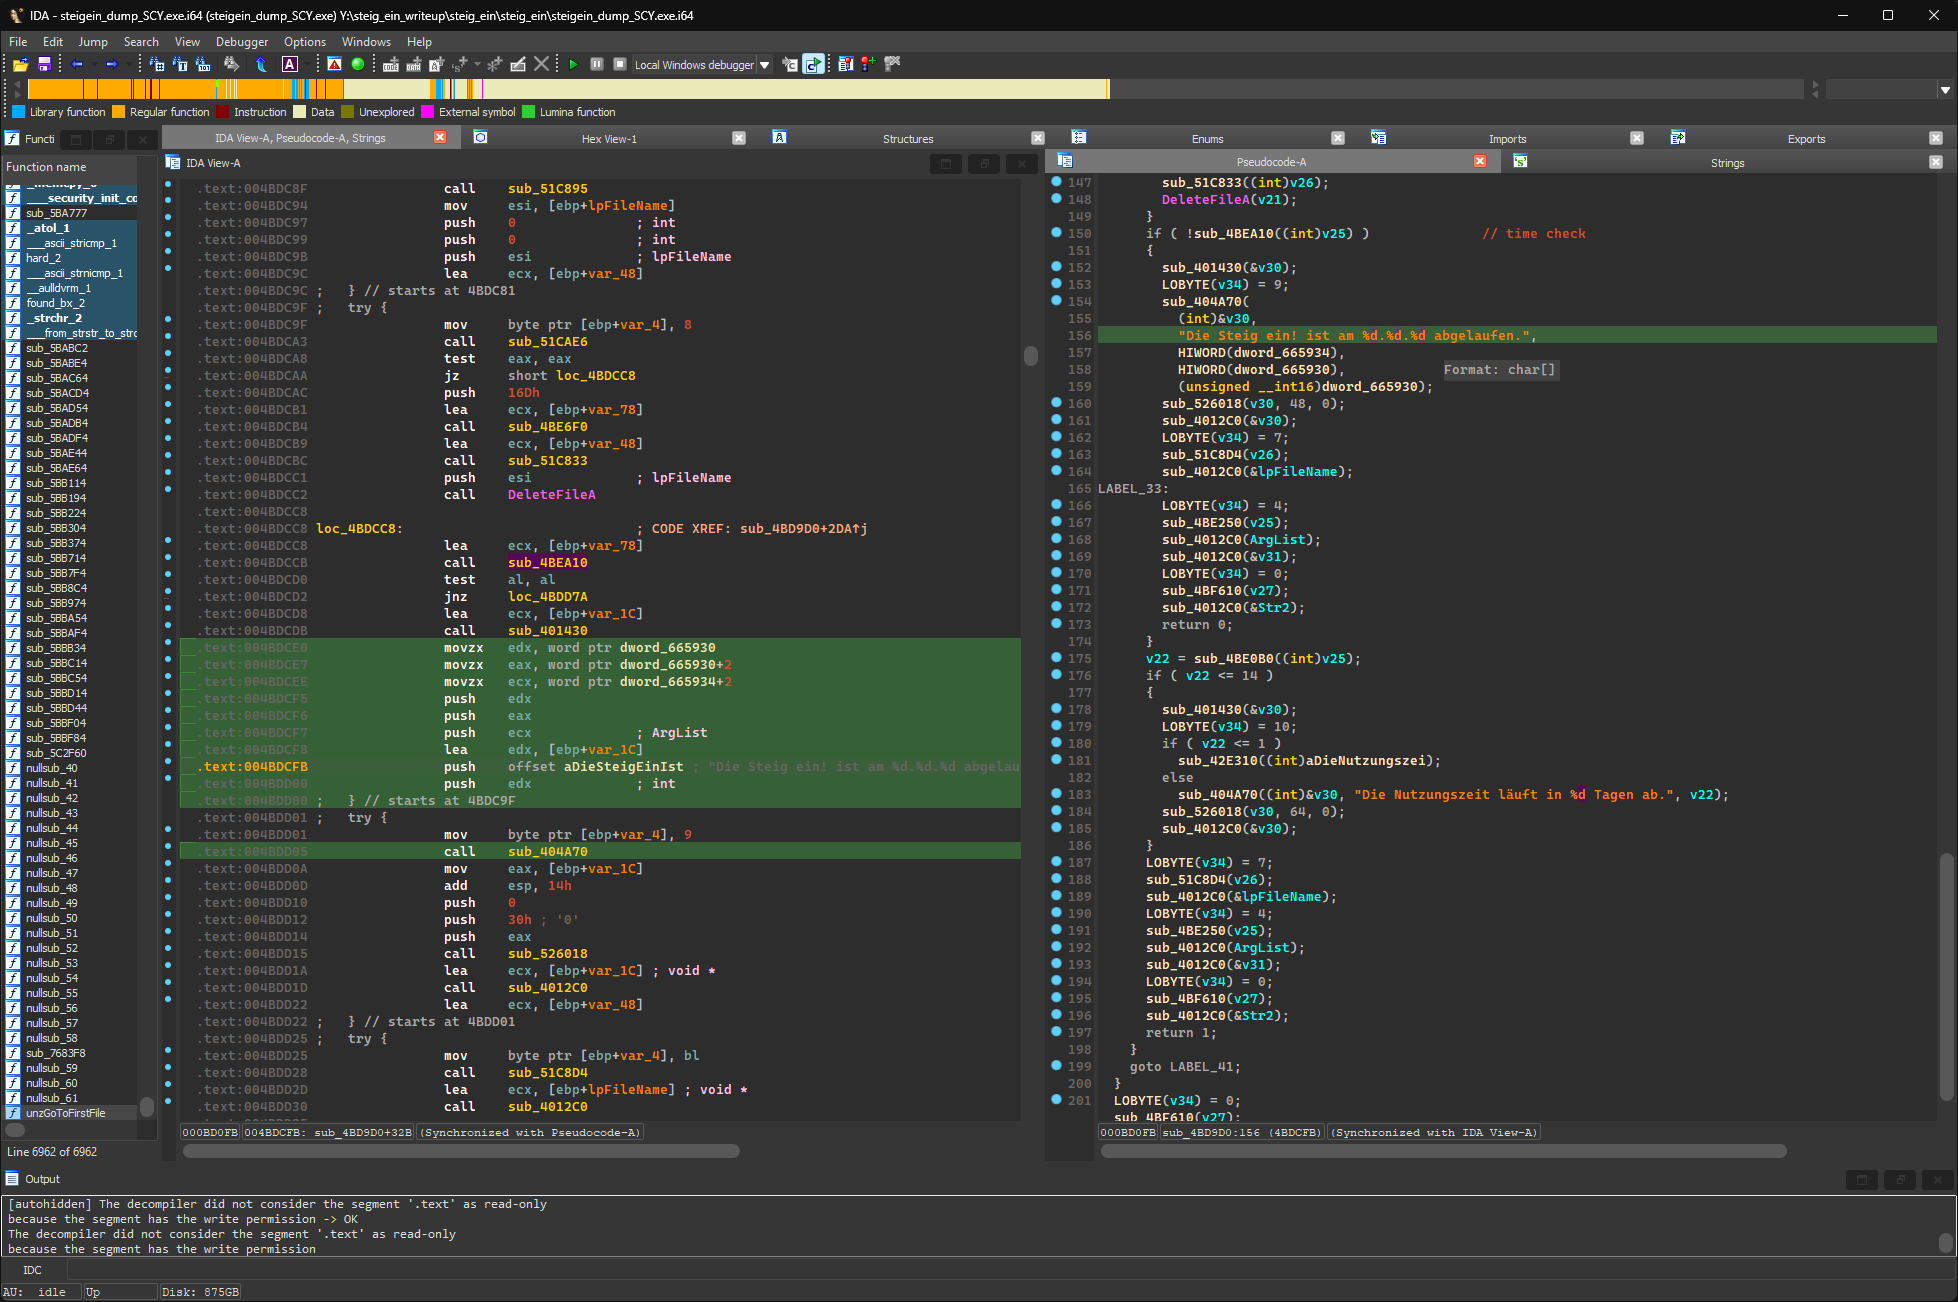 IDA - steigein_dump_SCY.exe.i64 (steigein_dump_SCY.exe) Y:\steig_ein_writeup\steig_ein\steig_ein\steigein_dump_SCY.exe.i64
File Edit Jump Search View Debugger Options Windows Help
Local Windows debugger
Library function Regular function Instruction Data Unexplored External symbol Lumina function
Functi
IDA View-A, Pseudocode-A, Strings
Hex View-1
Structures
Enums
Imports
Exports
Function name
____security_init_co
sub_5BA777
_atol_1
___ascii_stricmp_1
hard_2
___ascii_strnicmp_1
__aulldvrm_1
found_bx_2
_strchr_2
___from_strstr_to_strc
sub_5BABC2
sub_5BABE4
sub_5BAC64
sub_5BACD4
sub_5BAD54
sub_5BADB4
sub_5BADF4
sub_5BAE44
sub_5BAE64
sub_5BB114
sub_5BB194
sub_5BB224
sub_5BB304
sub_5BB374
sub_5BB714
sub_5BB7F4
sub_5BB8C4
sub_5BB974
sub_5BBA54
sub_5BBAF4
sub_5BBB34
sub_5BBC14
sub_5BBC54
sub_5BBD14
sub_5BBD44
sub_5BBF04
sub_5BBF84
sub_5C2F60
nullsub_40
nullsub_41
nullsub_42
nullsub_43
nullsub_44
nullsub_45
nullsub_46
nullsub_47
nullsub_48
nullsub_49
nullsub_50
nullsub_51
nullsub_52
nullsub_53
nullsub_54
nullsub_55
nullsub_56
nullsub_57
nullsub_58
sub_7683F8
nullsub_59
nullsub_60
nullsub_61
unzGoToFirstFile
Line 6962 of 6962
IDA View-A
.text:004BDC8F call sub_51C895
.text:004BDC94 mov esi, [ebp+lpFileName]
.text:004BDC97 push 0 ; int
.text:004BDC99 push 0 ; int
.text:004BDC9B push esi ; lpFileName
.text:004BDC9C lea ecx, [ebp+var_48]
.text:004BDC9C ; } // starts at 4BDC81
.text:004BDC9F ; try {
.text:004BDC9F mov byte ptr [ebp+var_4], 8
.text:004BDCA3 call sub_51CAE6
.text:004BDCA8 test eax, eax
.text:004BDCAA jz short loc_4BDCC8
.text:004BDCAC push 16Dh
.text:004BDCB1 lea ecx, [ebp+var_78]
.text:004BDCB4 call sub_4BE6F0
.text:004BDCB9 lea ecx, [ebp+var_48]
.text:004BDCBC call sub_51C833
.text:004BDCC1 push esi ; lpFileName
.text:004BDCC2 call DeleteFileA
.text:004BDCC8
.text:004BDCC8 loc_4BDCC8: ; CODE XREF: sub_4BD9D0+2DA↑j
.text:004BDCC8 lea ecx, [ebp+var_78]
.text:004BDCCB call sub_4BEA10
.text:004BDCD0 test al, al
.text:004BDCD2 jnz loc_4BDD7A
.text:004BDCD8 lea ecx, [ebp+var_1C]
.text:004BDCDB call sub_401430
.text:004BDCE0 movzx edx, word ptr dword_665930
.text:004BDCE7 movzx eax, word ptr dword_665930+2
.text:004BDCEE movzx ecx, word ptr dword_665934+2
.text:004BDCF5 push edx
.text:004BDCF6 push eax
.text:004BDCF7 push ecx ; ArgList
.text:004BDCF8 lea edx, [ebp+var_1C]
.text:004BDCFB push offset aDieSteigEinIst ; "Die Steig ein! ist am %d.%d.%d abgelau
.text:004BDD00 push edx ; int
.text:004BDD00 ; } // starts at 4BDC9F
.text:004BDD01 ; try {
.text:004BDD01 mov byte ptr [ebp+var_4], 9
.text:004BDD05 call sub_404A70
.text:004BDD0A mov eax, [ebp+var_1C]
.text:004BDD0D add esp, 14h
.text:004BDD10 push 0
.text:004BDD12 push 30h ; '0'
.text:004BDD14 push eax
.text:004BDD15 call sub_526018
.text:004BDD1A lea ecx, [ebp+var_1C] ; void *
.text:004BDD1D call sub_4012C0
.text:004BDD22 lea ecx, [ebp+var_48]
.text:004BDD22 ; } // starts at 4BDD01
.text:004BDD25 ; try {
.text:004BDD25 mov byte ptr [ebp+var_4], bl
.text:004BDD28 call sub_51C8D4
.text:004BDD2D lea ecx, [ebp+lpFileName] ; void *
.text:004BDD30 call sub_4012C0
000BD0FB 004BDCFB: sub_4BD9D0+32B (Synchronized with Pseudocode-A)
Pseudocode-A
Strings
147 sub_51C833((int)v26);
148 DeleteFileA(v21);
149 }
150 if ( !sub_4BEA10((int)v25) ) // time check
151 {
152 sub_401430(&v30);
153 LOBYTE(v34) = 9;
154 sub_404A70(
155 (int)&v30,
156 "Die Steig ein! ist am %d.%d.%d abgelaufen.",
157 HIWORD(dword_665934),
158 HIWORD(dword_665930), Format: char[]
159 (unsigned __int16)dword_665930);
160 sub_526018(v30, 48, 0);
161 sub_4012C0(&v30);
162 LOBYTE(v34) = 7;
163 sub_51C8D4(v26);
164 sub_4012C0(&lpFileName);
165 LABEL_33:
166 LOBYTE(v34) = 4;
167 sub_4BE250(v25);
168 sub_4012C0(ArgList);
169 sub_4012C0(&v31);
170 LOBYTE(v34) = 0;
171 sub_4BF610(v27);
172 sub_4012C0(&Str2);
173 return 0;
174 }
175 v22 = sub_4BE0B0((int)v25);
176 if ( v22 <= 14 )
177 {
178 sub_401430(&v30);
179 LOBYTE(v34) = 10;
180 if ( v22 <= 1 )
181 sub_42E310((int)aDieNutzungszei);
182 else
183 sub_404A70((int)&v30, "Die Nutzungszeit läuft in %d Tagen ab.", v22);
184 sub_526018(v30, 64, 0);
185 sub_4012C0(&v30);
186 }
187 LOBYTE(v34) = 7;
188 sub_51C8D4(v26);
189 sub_4012C0(&lpFileName);
190 LOBYTE(v34) = 4;
191 sub_4BE250(v25);
192 sub_4012C0(ArgList);
193 sub_4012C0(&v31);
194 LOBYTE(v34) = 0;
195 sub_4BF610(v27);
196 sub_4012C0(&Str2);
197 return 1;
198 }
199 goto LABEL_41;
200 }
201 LOBYTE(v34) = 0;
sub_4BF610(v27);
000BD0FB sub_4BD9D0:156 (4BDCFB) (Synchronized with IDA View-A)
Output
[autohidden] The decompiler did not consider the segment '.text' as read-only
because the segment has the write permission -> OK
The decompiler did not consider the segment '.text' as read-only
because the segment has the write permission
IDC
AU: idle Up Disk: 875GB